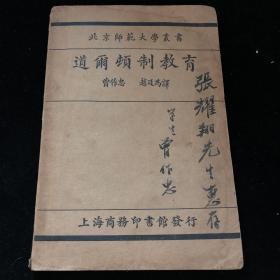 北京師範大學叢書
道爾頓制教育
曾作忠　趙廷為譯
張耀翔先生惠存
學生曾作忠
上海商務印書館發行